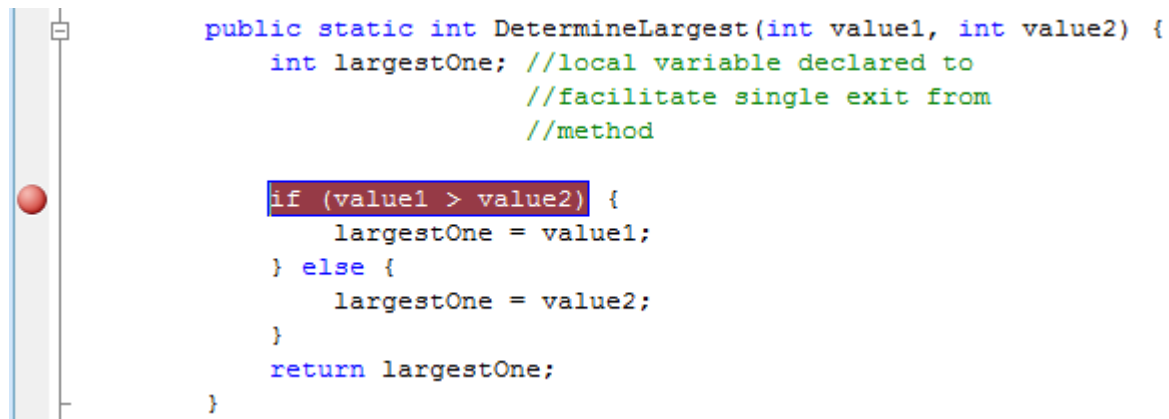 public static int DetermineLargest(int value1, int value2) {
int largestOne; //local variable declared to
//facilitate single exit from
//method
if (value1 > value2) {
largestOne = value1;
} else {
largestOne = value2;
}
return largestOne;
}